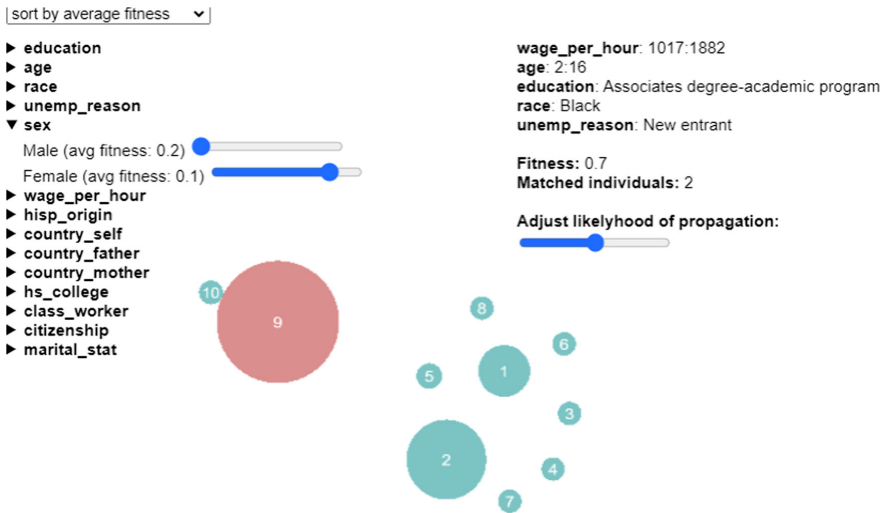 sort by average fitness
education
age
race
unemp_reason
sex
Male (avg fitness: 0.2)
Female (avg fitness: 0.1)
wage_per_hour
hisp_origin
country_self
country_father
country_mother
hs_college
class_worker
citizenship
marital_stat
wage_per_hour: 1017:1882
age: 2:16
education: Associates degree-academic program
race: Black
unemp_reason: New entrant
Fitness: 0.7
Matched individuals: 2
Adjust likelyhood of propagation:
10
9
8
6
5
1
3
2
4
7